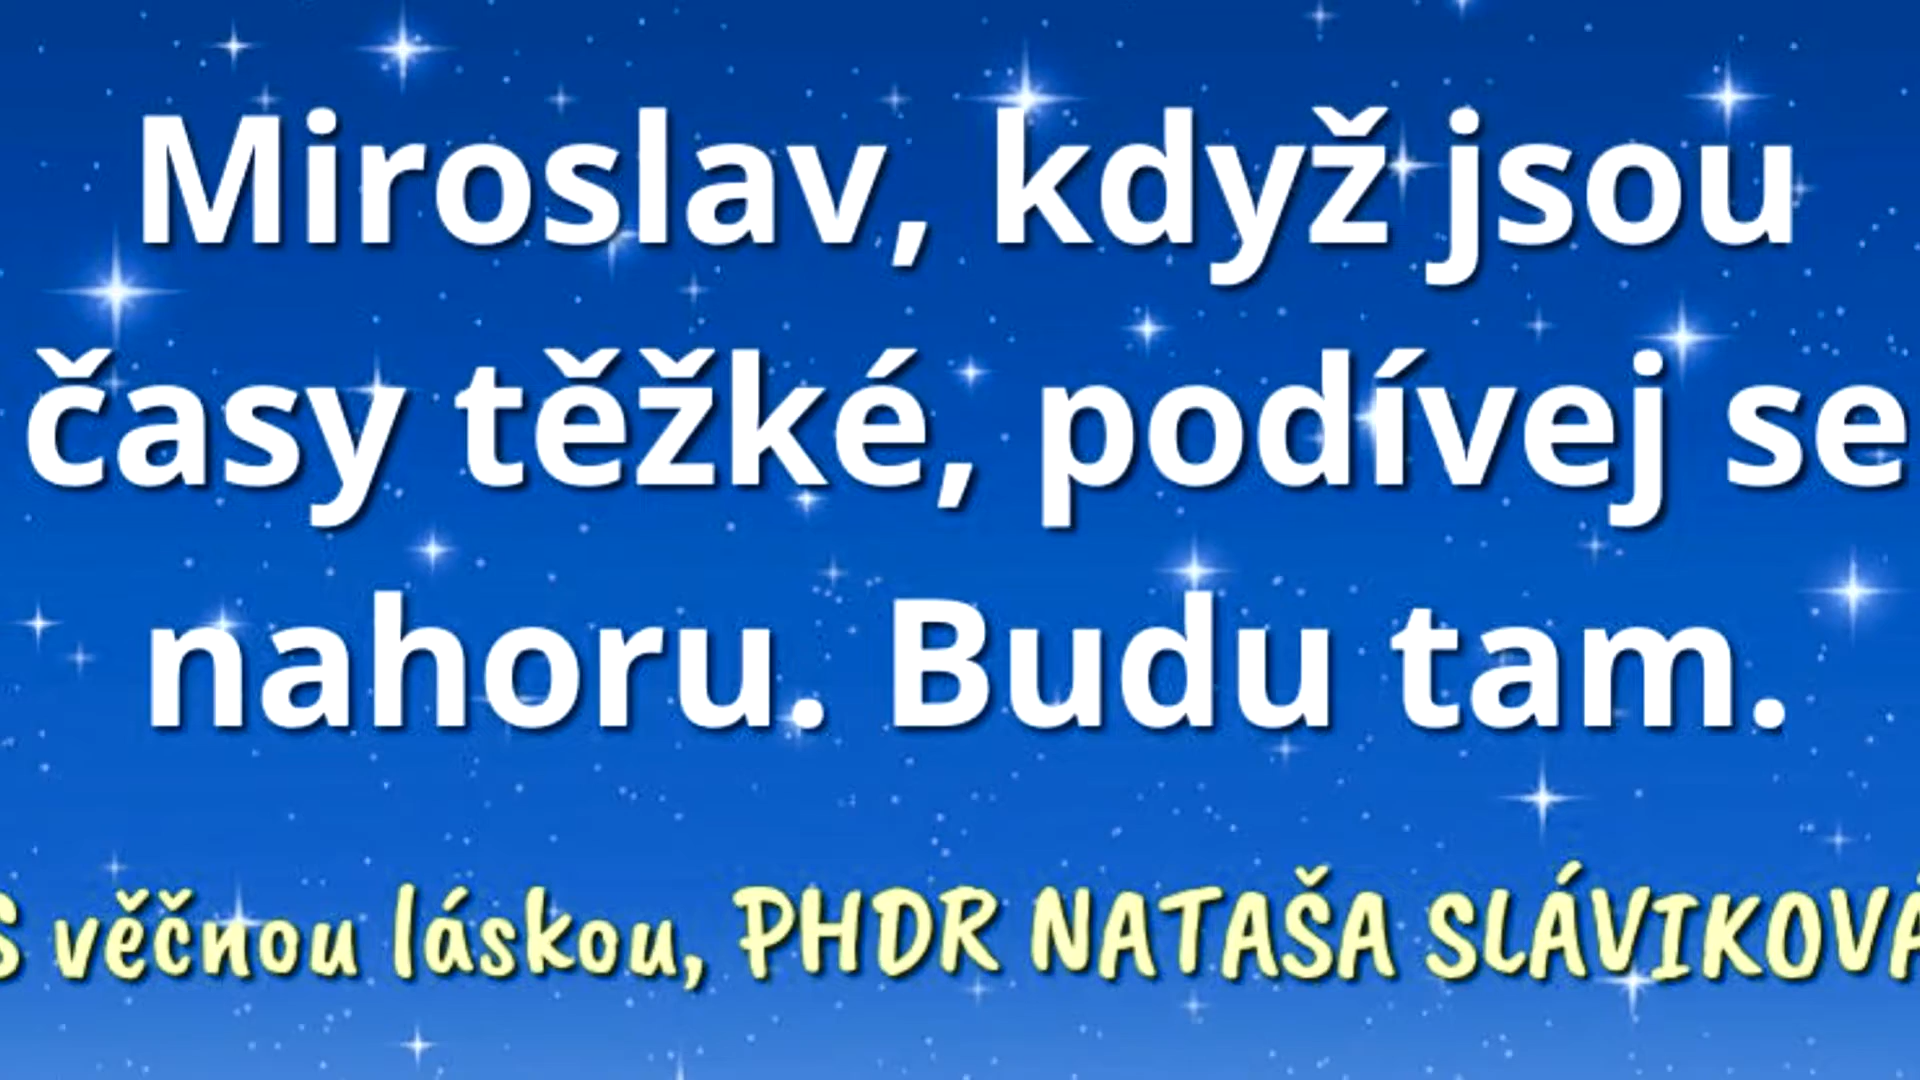 Miroslav, když jsou
časy těžké, podívej se
nahoru. Budu tam.
S věčnou láskou, PHDR NATAŠA SLÁVIKOVÁ